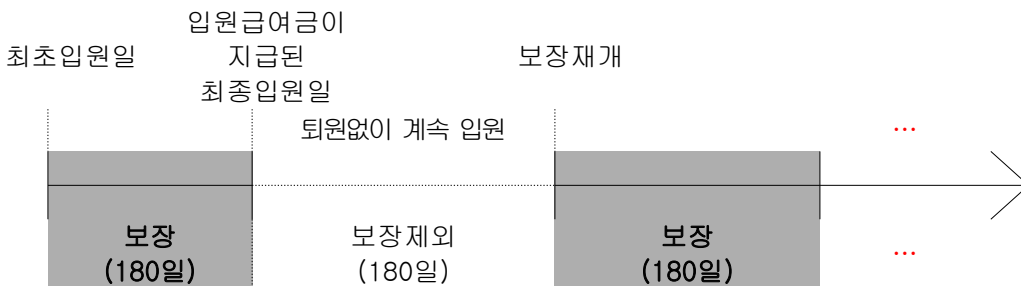 최초입원일
입원급여금이
지급된
최종입원일
보장재개
퇴원없이 계속 입원
...
보장
(180일)
보장제외
(180일)
보장
(180일)
...